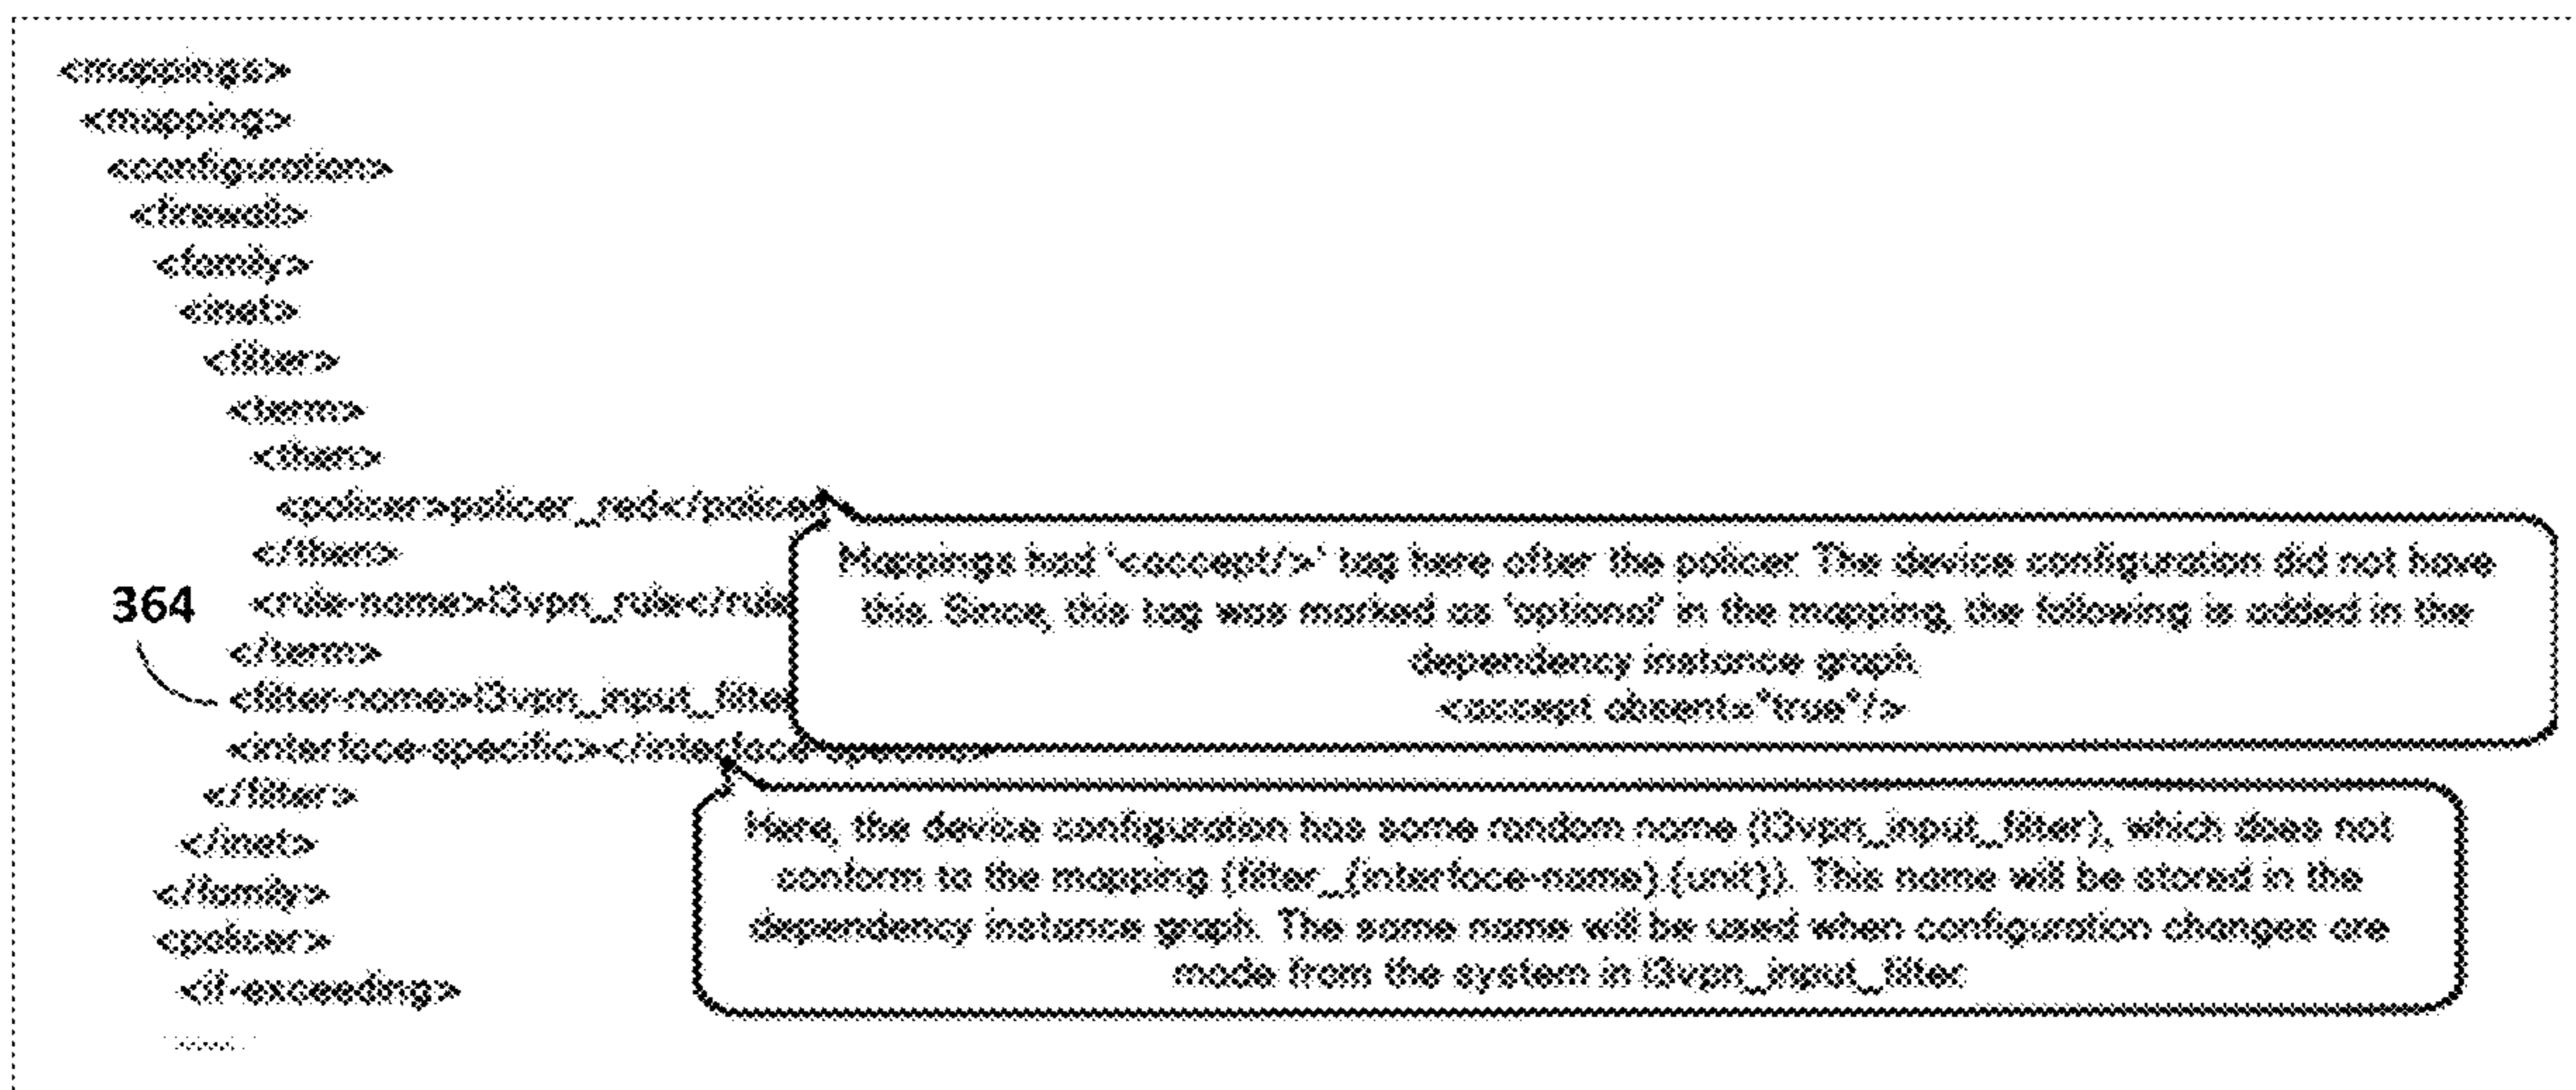 <mappings>
<mapping>
<configuration>
<firewall>
<family>
<inet>
<filter>
<term>
<then>
<policer>policer_red</policer
</then>
<rule-name>l3vpn_rule</rule
364
</term>
<filter-name>l3vpn_input_filter
<interface-specific></interface-specific>
</filter>
</inet>
</family>
<policer>
<if-exceeding>
......
Mappings had '<accept/>' tag here after the policer. The device configuration did not have
this. Since, this tag was marked as 'optional' in the mapping, the following is added in the
dependency instance graph.
<accept absent="true"/>
Here, the device configuration has some random name (l3vpn_input_filter), which does not
conform to the mapping (filter_{interface-name}.{unit}). This name will be stored in the
dependency instance graph. The same name will be used when configuration changes are
made from the system in l3vpn_input_filter